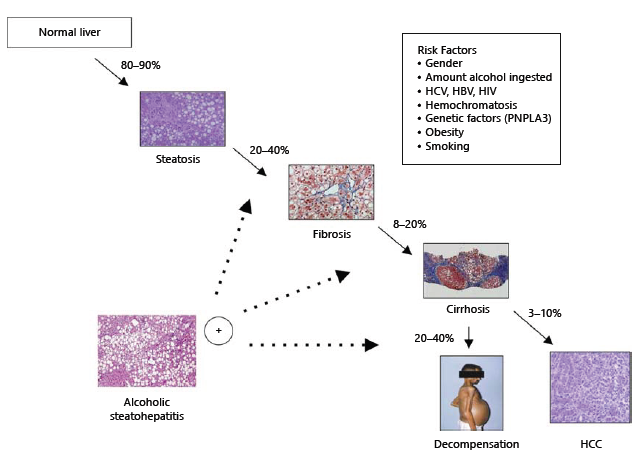 Normal liver
80–90%
Steatosis
20–40%
Fibrosis
8–20%
Cirrhosis
3–10%
20–40%
Decompensation
HCC
Risk Factors
• Gender
• Amount alcohol ingested
• HCV, HBV, HIV
• Hemochromatosis
• Genetic factors (PNPLA3)
• Obesity
• Smoking
+
Alcoholic
steatohepatitis